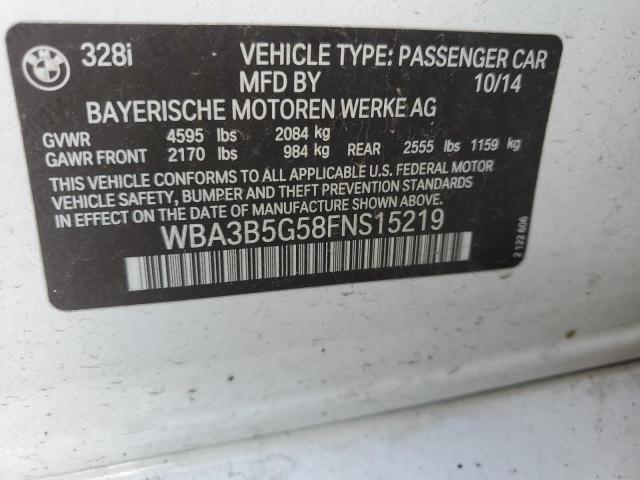 BMW
328i VEHICLE TYPE: PASSENGER CAR
MFD BY 10/14
BAYERISCHE MOTOREN WERKE AG
GVWR 4595 lbs 2084 kg
GAWR FRONT 2170 lbs 984 kg REAR 2555 lbs 1159 kg
THIS VEHICLE CONFORMS TO ALL APPLICABLE U.S. FEDERAL MOTOR
VEHICLE SAFETY, BUMPER AND THEFT PREVENTION STANDARDS
IN EFFECT ON THE DATE OF MANUFACTURE SHOWN ABOVE.
WBA3B5G58FNS15219
2 122 606